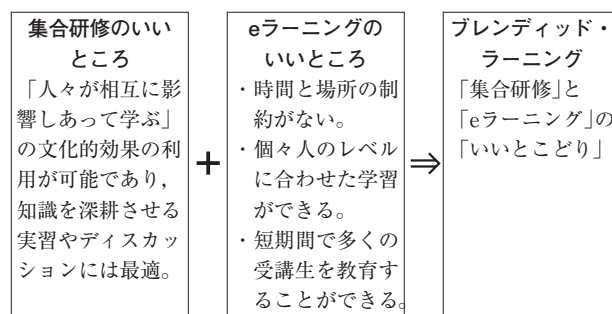 集合研修のいい
ところ
「人々が相互に影
響しあって学ぶ」
の文化的効果の利
用が可能であり，
知識を深耕させる
実習やディスカッ
ションには最適。
＋
eラーニングの
いいところ
・時間と場所の制
約がない。
・個々人のレベル
に合わせた学習
ができる。
・短期間で多くの
受講生を教育す
ることができる。
⇒
ブレンディッド・
ラーニング
「集合研修」と
「eラーニング」の
「いいとこどり」